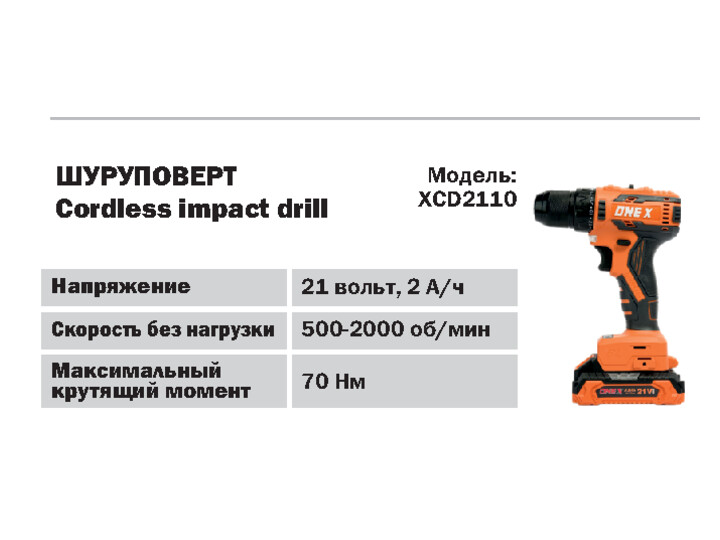 ШУРУПОВЕРТ
Cordless impact drill
Модель:
XCD2110
Напряжение
21 вольт, 2 А/ч
Скорость без нагрузки
500-2000 об/мин
Максимальный
крутящий момент
70 Нм
ONE X
21V